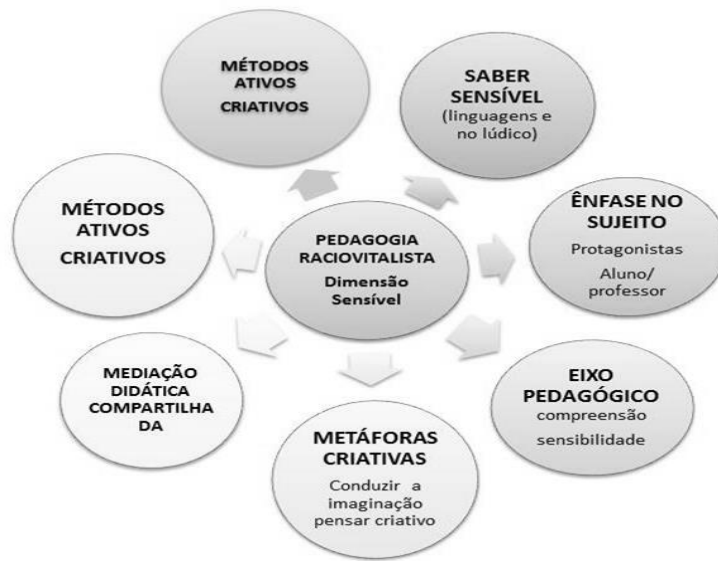 MÉTODOS
ATIVOS
CRIATIVOS
SABER
SENSÍVEL
(linguagens e
no lúdico)
ÊNFASE NO
SUJEITO
Protagonistas
Aluno/
professor
EIXO
PEDAGÓGICO
compreensão
sensibilidade
METÁFORAS
CRIATIVAS
Conduzir a
imaginação
pensar criativo
MEDIAÇÃO
DIDÁTICA
COMPARTILHA
DA
MÉTODOS
ATIVOS
CRIATIVOS
PEDAGOGIA
RACIOVITALISTA
Dimensão
Sensível